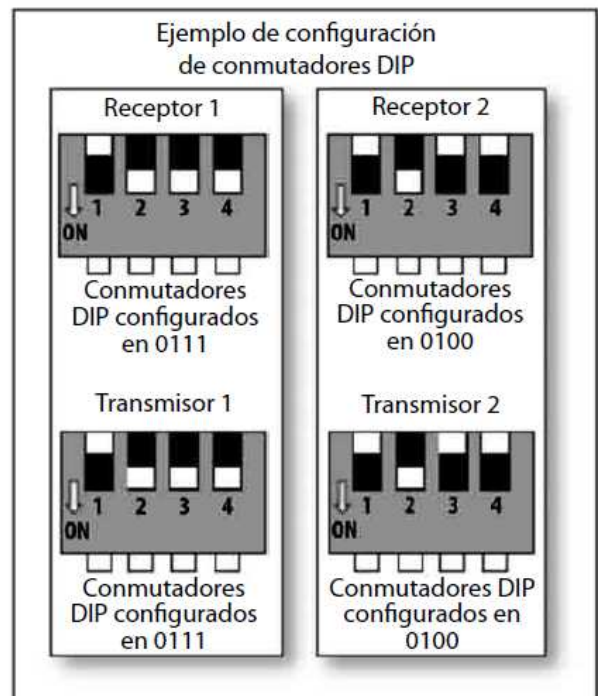 Ejemplo de configuración
de conmutadores DIP
Receptor 1
1 2 3 4
ON
Conmutadores
DIP configurados
en 0111
Transmisor 1
1 2 3 4
ON
Conmutadores
DIP configurados
en 0111
Receptor 2
1 2 3 4
ON
Conmutadores
DIP configurados
en 0100
Transmisor 2
1 2 3 4
ON
Conmutadores DIP
configurados en
0100